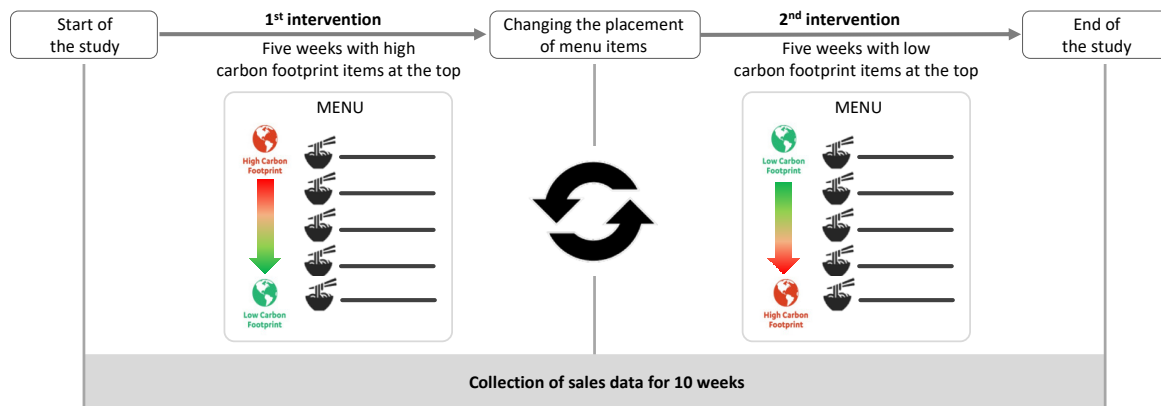 Start of
the study
1st intervention
Five weeks with high
carbon footprint items at the top
Changing the placement
of menu items
2nd intervention
Five weeks with low
carbon footprint items at the top
End of
the study
MENU
High Carbon
Footprint
Low Carbon
Footprint
MENU
Low Carbon
Footprint
High Carbon
Footprint
Collection of sales data for 10 weeks